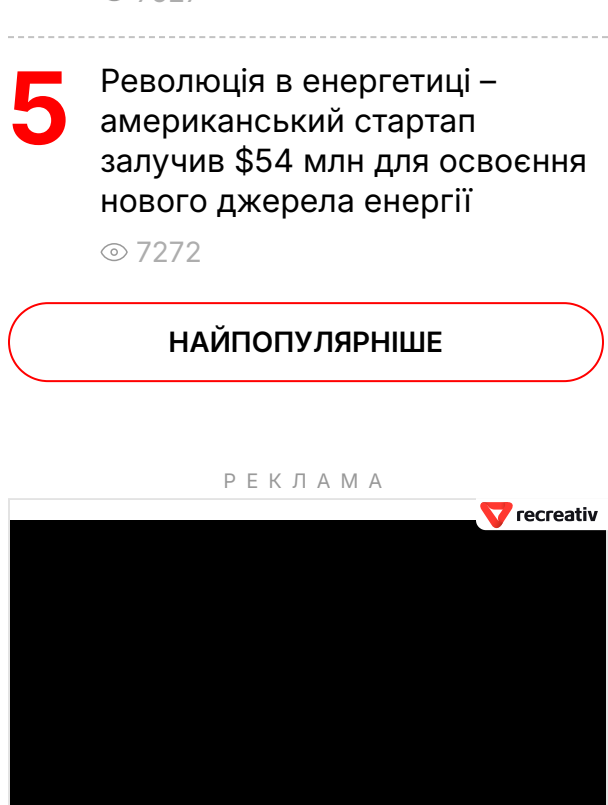 5
Революція в енергетиці –
американський стартап
залучив $54 млн для освоєння
нового джерела енергії
7272
НАЙПОПУЛЯРНІШЕ
РЕКЛАМА
recreativ